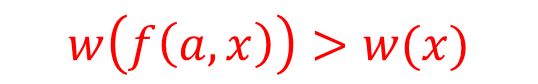 w(f(a, x)) > w(x)